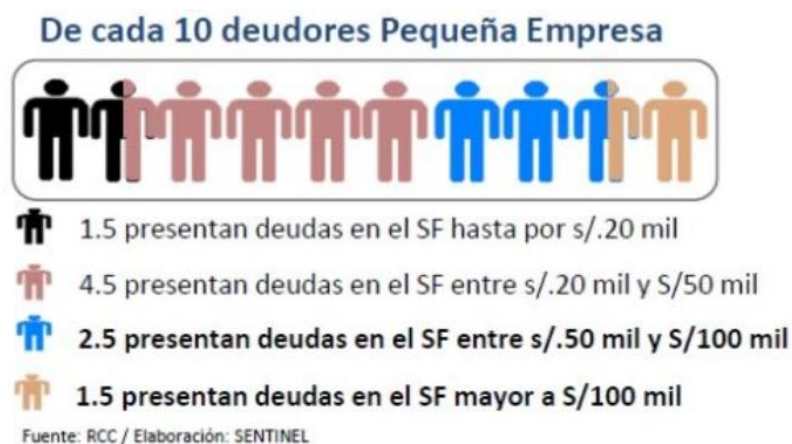 De cada 10 deudores Pequeña Empresa
1.5 presentan deudas en el SF hasta por s/.20 mil
4.5 presentan deudas en el SF entre s/.20 mil y S/50 mil
2.5 presentan deudas en el SF entre s/.50 mil y S/100 mil
1.5 presentan deudas en el SF mayor a S/100 mil
Fuente: RCC / Elaboración: SENTINEL